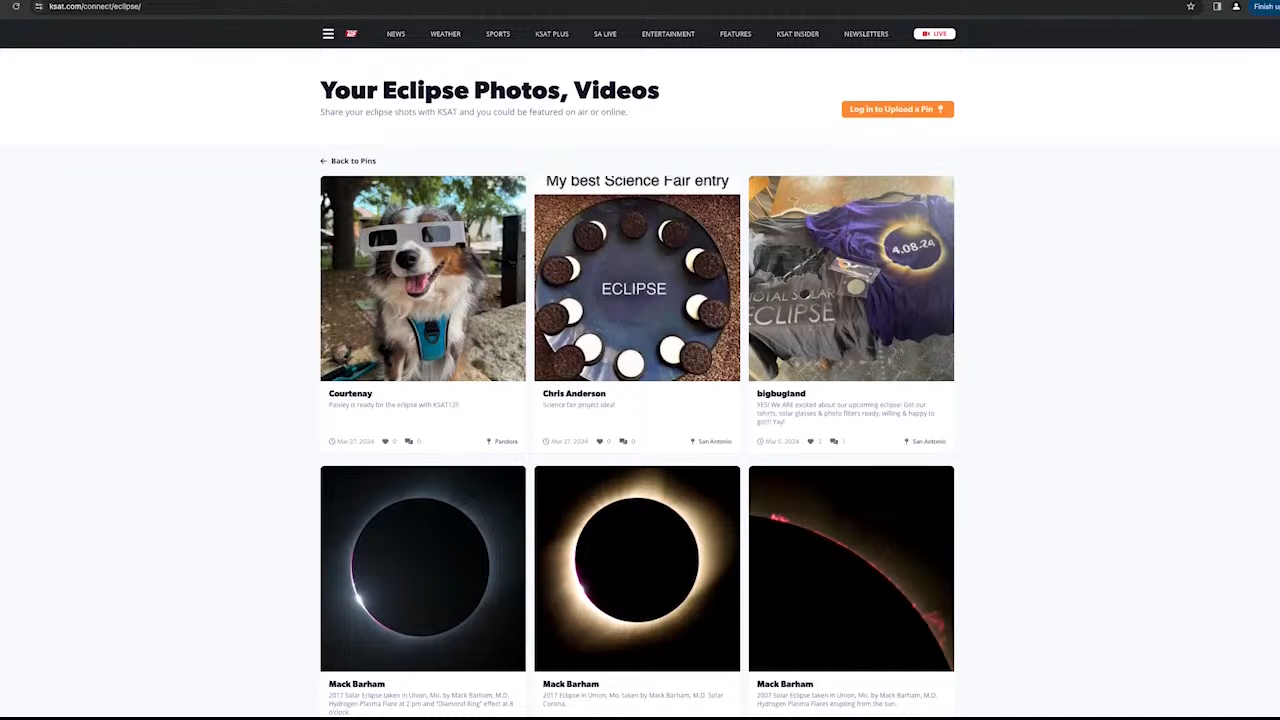 ksat.com/connect/eclipse/
Finish u
NEWS WEATHER SPORTS KSAT PLUS SA LIVE ENTERTAINMENT FEATURES KSAT INSIDER NEWSLETTERS LIVE
Your Eclipse Photos, Videos
Share your eclipse shots with KSAT and you could be featured on air or online.
Log in to Upload a Pin
Back to Pins
My best Science Fair entry
ECLIPSE
4.08.24
TOTAL SOLAR
ECLIPSE
Courtenay
Paisley is ready for the eclipse with KSAT12!!
Mar 27, 2024 0 0 Pandora
Chris Anderson
Science fair project idea!
Mar 27, 2024 0 0 San Antonio
bigbugland
YES! We ARE excited about our upcoming eclipse! Got our
tshirts, solar glasses & photo filters ready, willing & happy to
go!!!! Yay!
Mar 5, 2024 San Antonio
Mack Barham
2017 Solar Eclipse taken in Union, Mo. by Mack Barham, M.D.
Hydrogen Plasma Flare at 2 pm and "Diamond Ring" effect at 8
o'clock.
Mack Barham
2017 Eclipse in Union, Mo. taken by Mack Barham, M.D. Solar
Corona.
Mack Barham
2007 Solar Eclipse taken in Union, Mo. by Mack Barham, M.D.
Hydrogen Plasma Flares erupting from the sun.